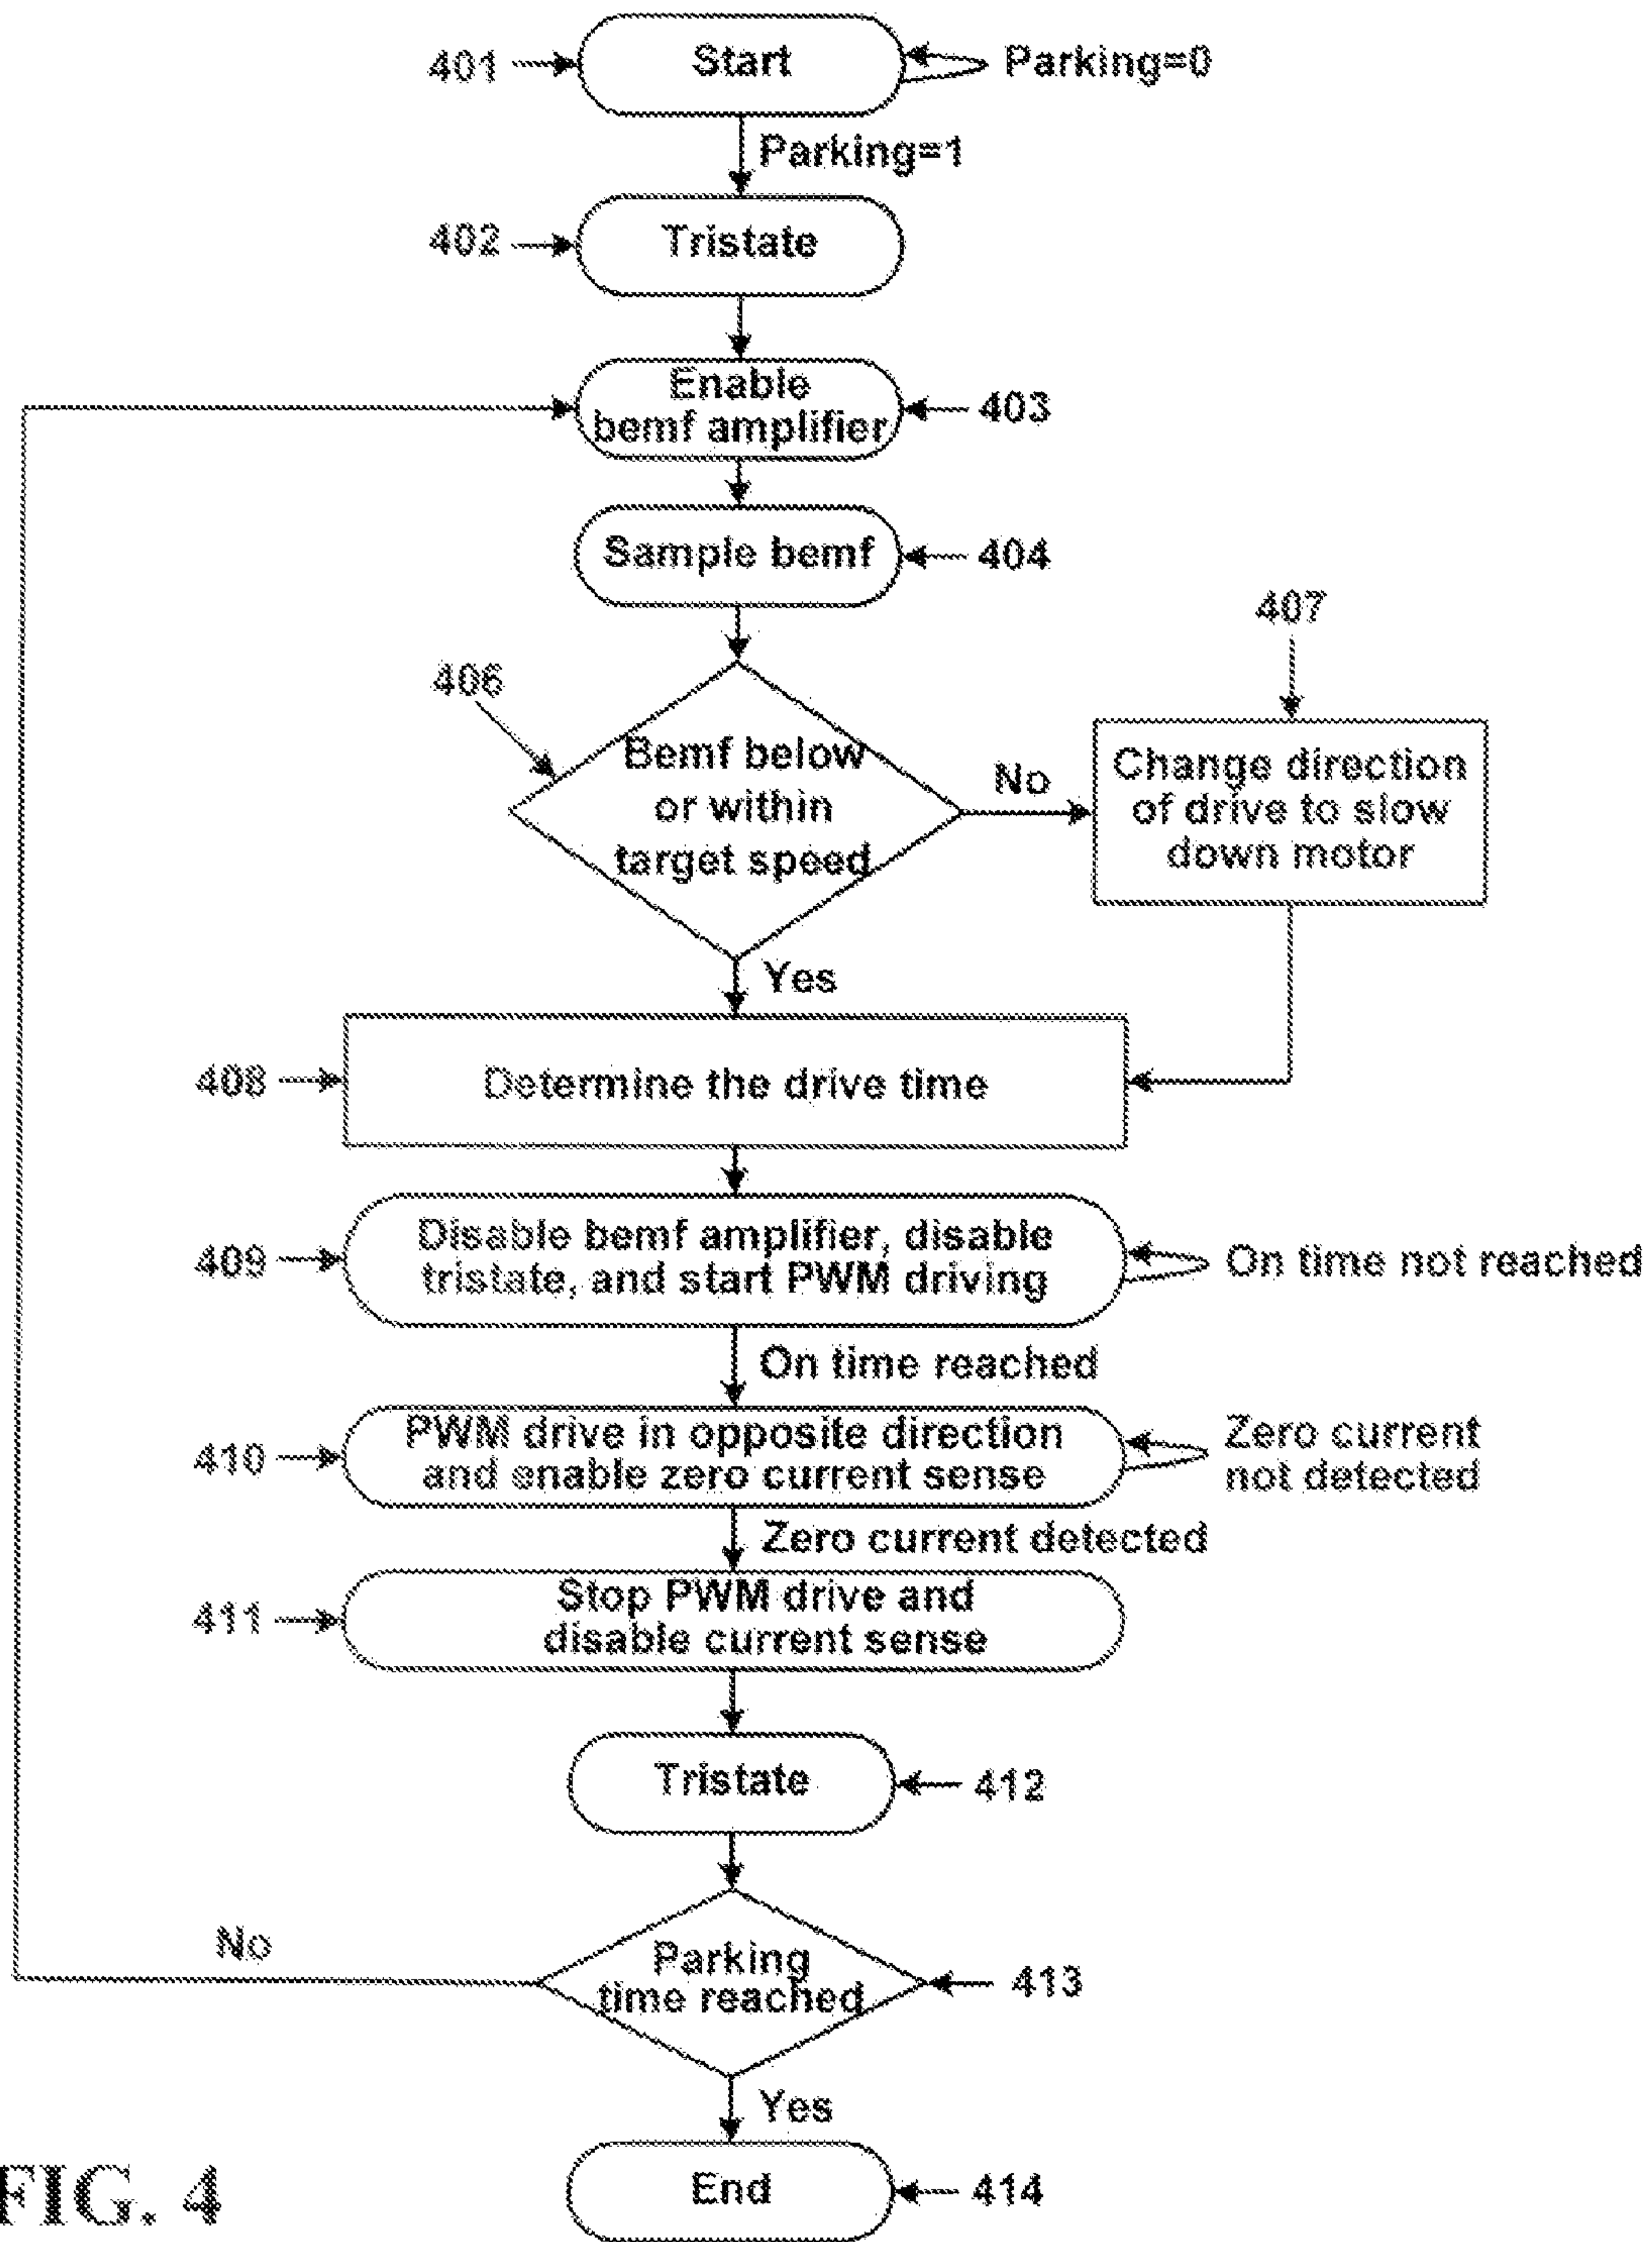 401
Start
Parking=0
Parking=1
402
Tristate
Enable
bemf amplifier
403
Sample bemf
404
407
406
Bemf below
or within
target speed
No
Change direction
of drive to slow
down motor
Yes
408
Determine the drive time
409
Disable bemf amplifier, disable
tristate, and start PWM driving
On time not reached
On time reached
410
PWM drive in opposite direction
and enable zero current sense
Zero current
not detected
Zero current detected
411
Stop PWM drive and
disable current sense
Tristate
412
No
Parking
time reached
413
Yes
End
414
FIG. 4